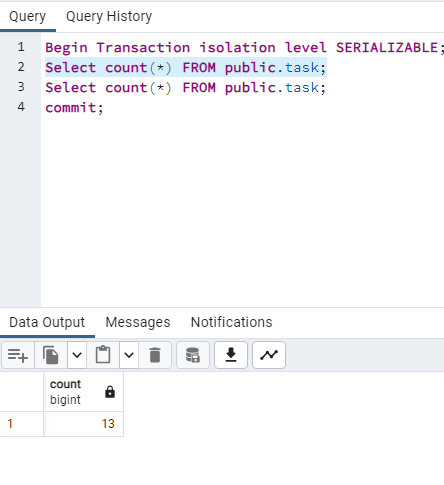 Query Query History
1 Begin Transaction isolation level SERIALIZABLE;
2 Select count(*) FROM public.task;
3 Select count(*) FROM public.task;
4 commit;
Data Output Messages Notifications
count
bigint
1 13